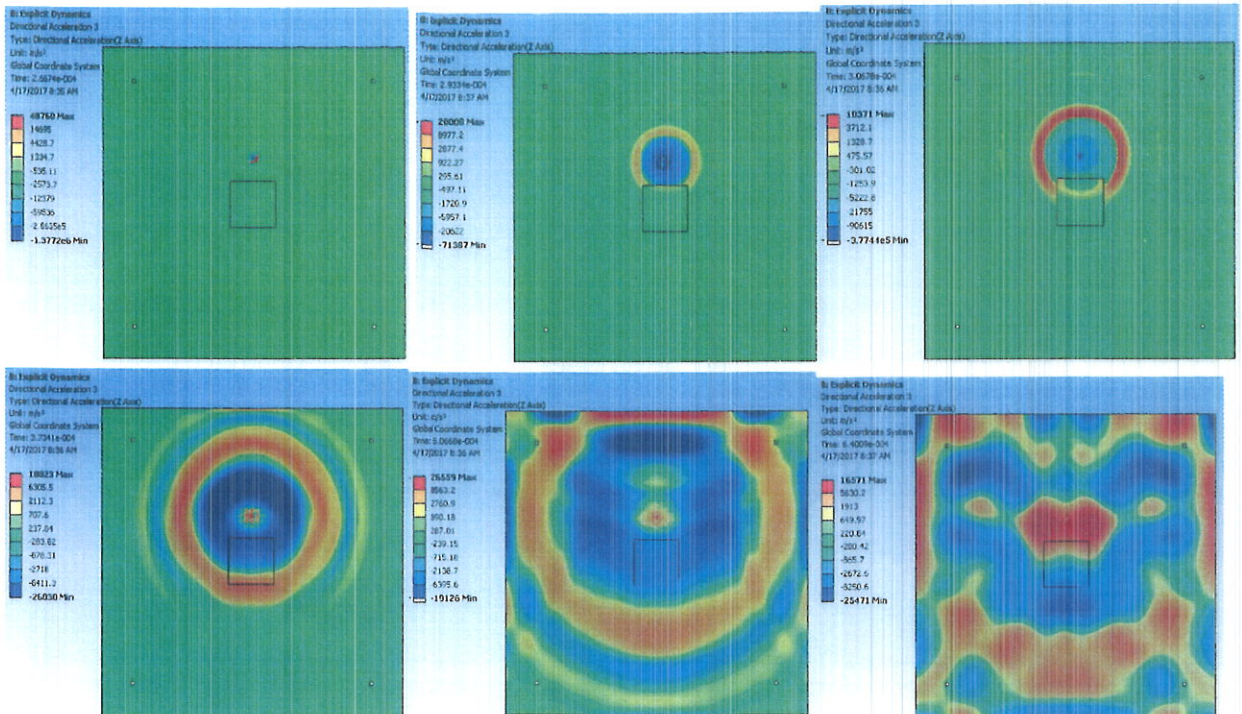 B: Explicit Dynamics
Directional Acceleration 3
Type: Directional Acceleration(Z Axis)
Unit: m/s²
Global Coordinate System
Time: 2.6674e-004
4/17/2017 8:35 AM
48760 Max
14695
4428.7
1334.7
-536.11
-2573.7
-12379
-59536
-2.8635e5
-1.3772e6 Min
B: Explicit Dynamics
Directional Acceleration 3
Type: Directional Acceleration(Z Axis)
Unit: m/s²
Global Coordinate System
Time: 2.9334e-004
4/17/2017 8:37 AM
28008 Max
8977.2
2877.4
922.27
295.61
-497.11
-1720.9
-5957.1
-20622
-71387 Min
B: Explicit Dynamics
Directional Acceleration 3
Type: Directional Acceleration(Z Axis)
Unit: m/s²
Global Coordinate System
Time: 3.0678e-004
4/17/2017 8:36 AM
10371 Max
3712.1
1328.7
475.57
-301.02
-1253.9
-5222.8
-21755
-90615
-3.7744e5 Min
B: Explicit Dynamics
Directional Acceleration 3
Type: Directional Acceleration(Z Axis)
Unit: m/s²
Global Coordinate System
Time: 3.7341e-004
4/17/2017 8:36 AM
18823 Max
6305.5
2112.3
707.6
237.04
-283.62
-878.31
-2718
-8411.3
-26030 Min
B: Explicit Dynamics
Directional Acceleration 3
Type: Directional Acceleration(Z Axis)
Unit: m/s²
Global Coordinate System
Time: 5.0668e-004
4/17/2017 8:36 AM
26559 Max
8563.2
2760.9
890.18
287.01
-239.15
-715.18
-2138.7
-6395.6
-19126 Min
B: Explicit Dynamics
Directional Acceleration 3
Type: Directional Acceleration(Z Axis)
Unit: m/s²
Global Coordinate System
Time: 6.4009e-004
4/17/2017 8:37 AM
16571 Max
5630.2
1913
649.97
220.84
-280.42
-865.7
-2672.6
-8250.6
-25471 Min